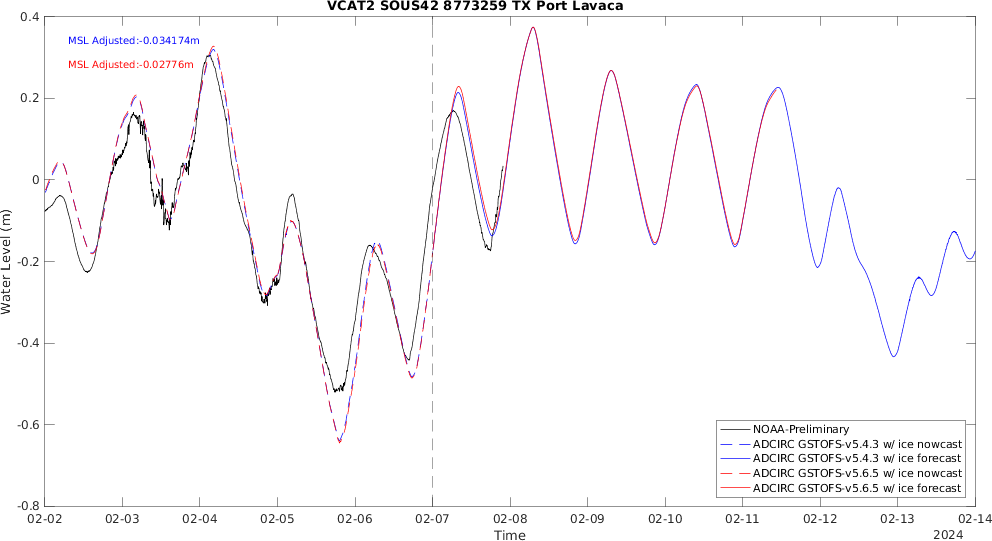 VCAT2 SOUS42 8773259 TX Port Lavaca
MSL Adjusted:-0.034174m
MSL Adjusted:-0.02776m
0.4
0.2
0
-0.2
-0.4
-0.6
-0.8
Water Level (m)
NOAA-Preliminary
ADCIRC GSTOFS-v5.4.3 w/ ice nowcast
ADCIRC GSTOFS-v5.4.3 w/ ice forecast
ADCIRC GSTOFS-v5.6.5 w/ ice nowcast
ADCIRC GSTOFS-v5.6.5 w/ ice forecast
02-02 02-03 02-04 02-05 02-06 02-07 02-08 02-09 02-10 02-11 02-12 02-13 02-14
Time
2024